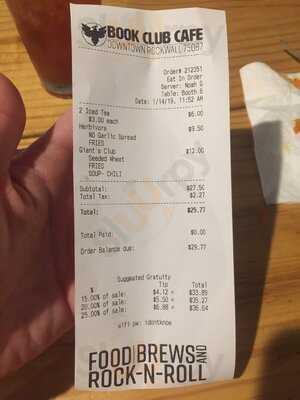 BOOK CLUB CAFE
DOWNTOWN ROCKWALL 75087
Order# 212351
Eat In Order
Server: Noah G
Table: Booth 6
Date: 1/14/19, 11:52 AM
2 Iced Tea $6.00
$3.00 each
Herbivore $9.50
NO Garlic Spread
FRIES
Giant's Club $12.00
Seeded Wheat
FRIES
SOUP- CHILI
Subtotal: $27.50
Total Tax: $2.27
Total: $29.77
Total Paid: $0.00
Order Balance due: $29.77
Suggested Gratuity
% Tip Total
15.00% of sale: $4.12 = $33.89
20.00% of sale: $5.50 = $35.27
25.00% of sale: $6.88 = $36.64
wifi pw: idontknow
FOOD BREWS AND
ROCK-N-ROLL